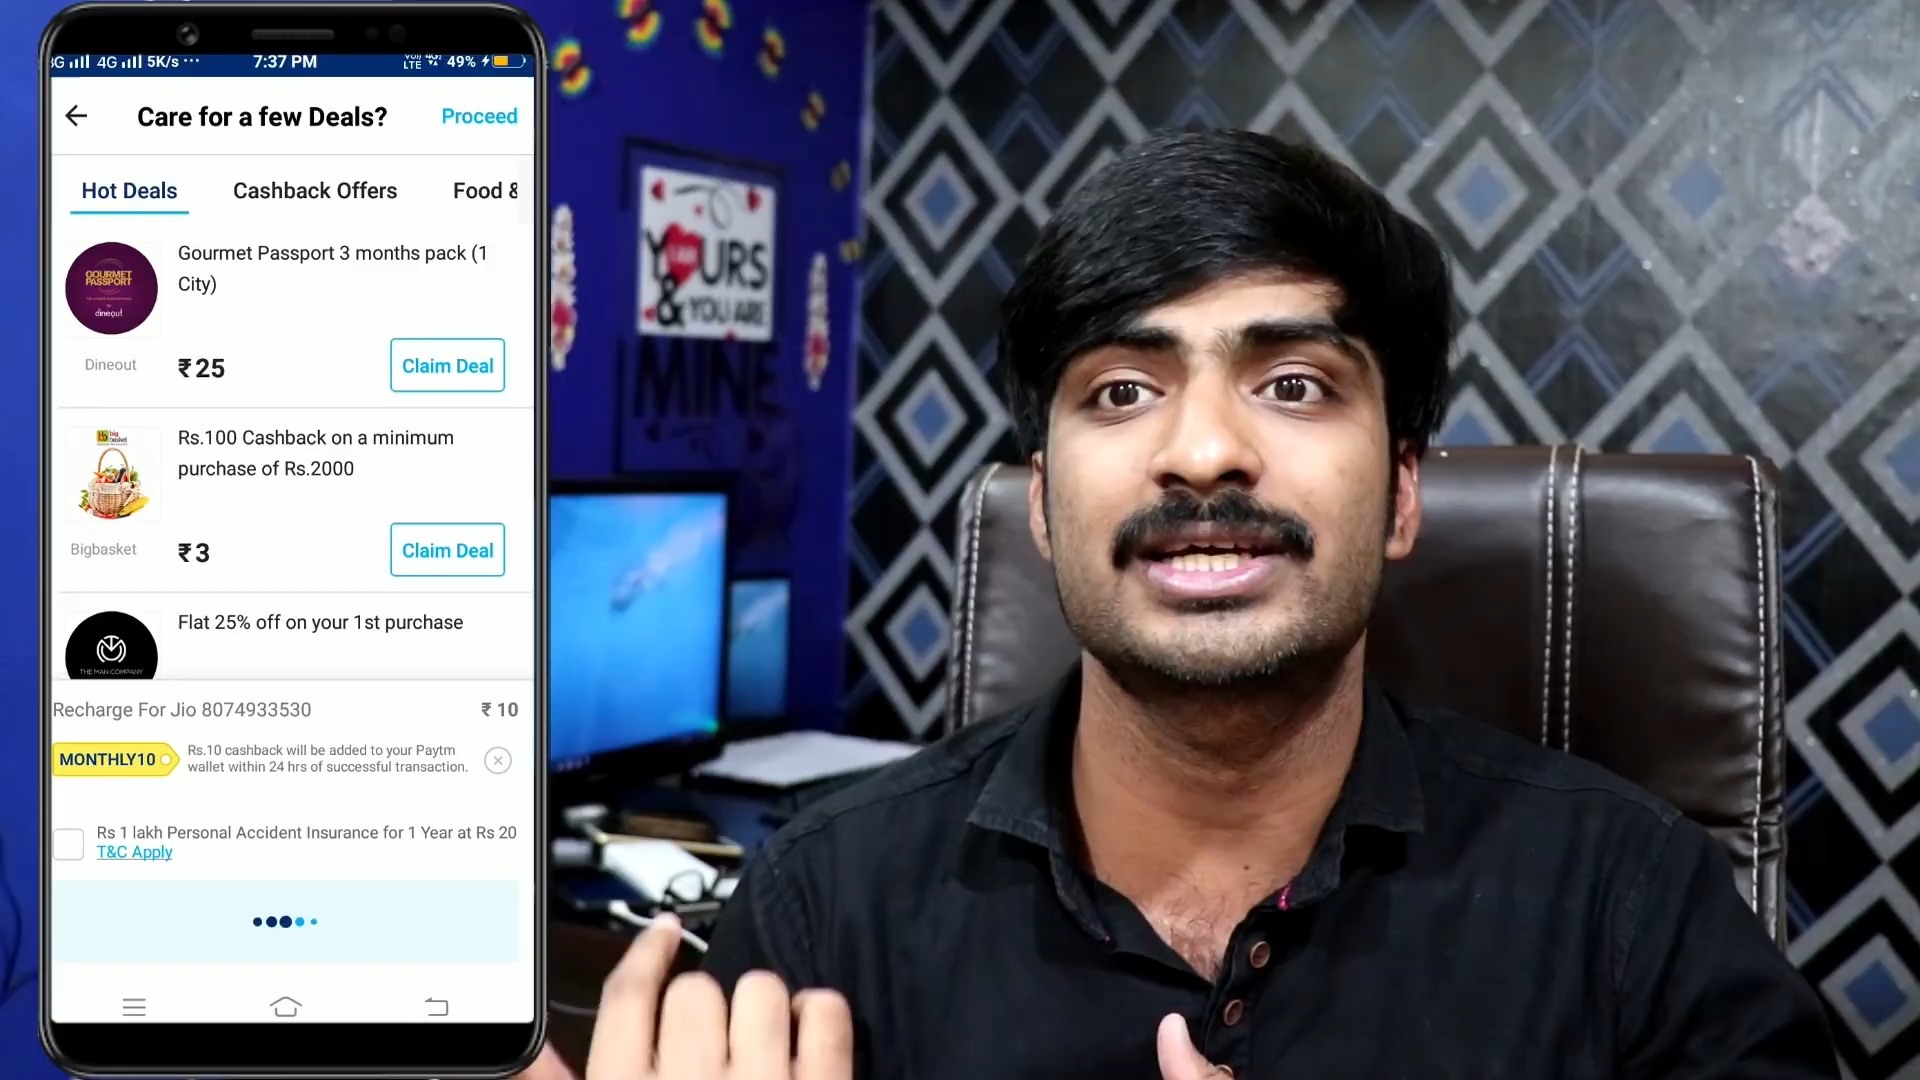 3G 4G 5K/s ... 7:37 PM LTE 49%
Care for a few Deals? Proceed
Hot Deals Cashback Offers Food &
GOURMET
PASSPORT
dineout
Gourmet Passport 3 months pack (1
City)
Dineout ₹25 Claim Deal
big
basket
Rs.100 Cashback on a minimum
purchase of Rs.2000
Bigbasket ₹3 Claim Deal
THE MAN COMPANY
Flat 25% off on your 1st purchase
Recharge For Jio 8074933530 ₹ 10
MONTHLY10
Rs.10 cashback will be added to your Paytm
wallet within 24 hrs of successful transaction.
Rs 1 lakh Personal Accident Insurance for 1 Year at Rs 20
T&C Apply
YOURS
& YOU ARE
MINE